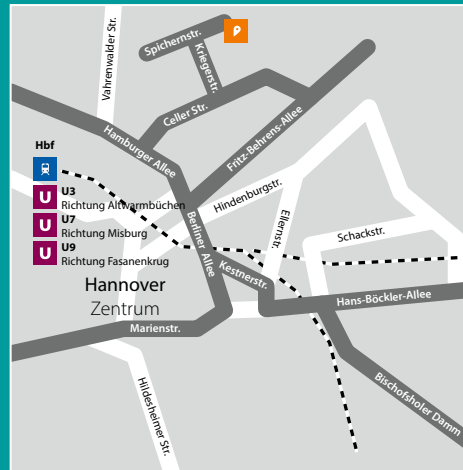 Spichernstr.
Kriegerstr.
Vahrenwalder Str.
Celler Str.
Hamburger Allee
Fritz-Behrens-Allee
Hbf
U U3
Richtung Altwarmbüchen
U U7
Richtung Misburg
U U9
Richtung Fasanenkrug
Hindenburgstr.
Ellernstr.
Berliner Allee
Schackstr.
Kestnerstr.
Hannover
Zentrum
Hans-Böckler-Allee
Marienstr.
Hildesheimer Str.
Bischofsholer Damm